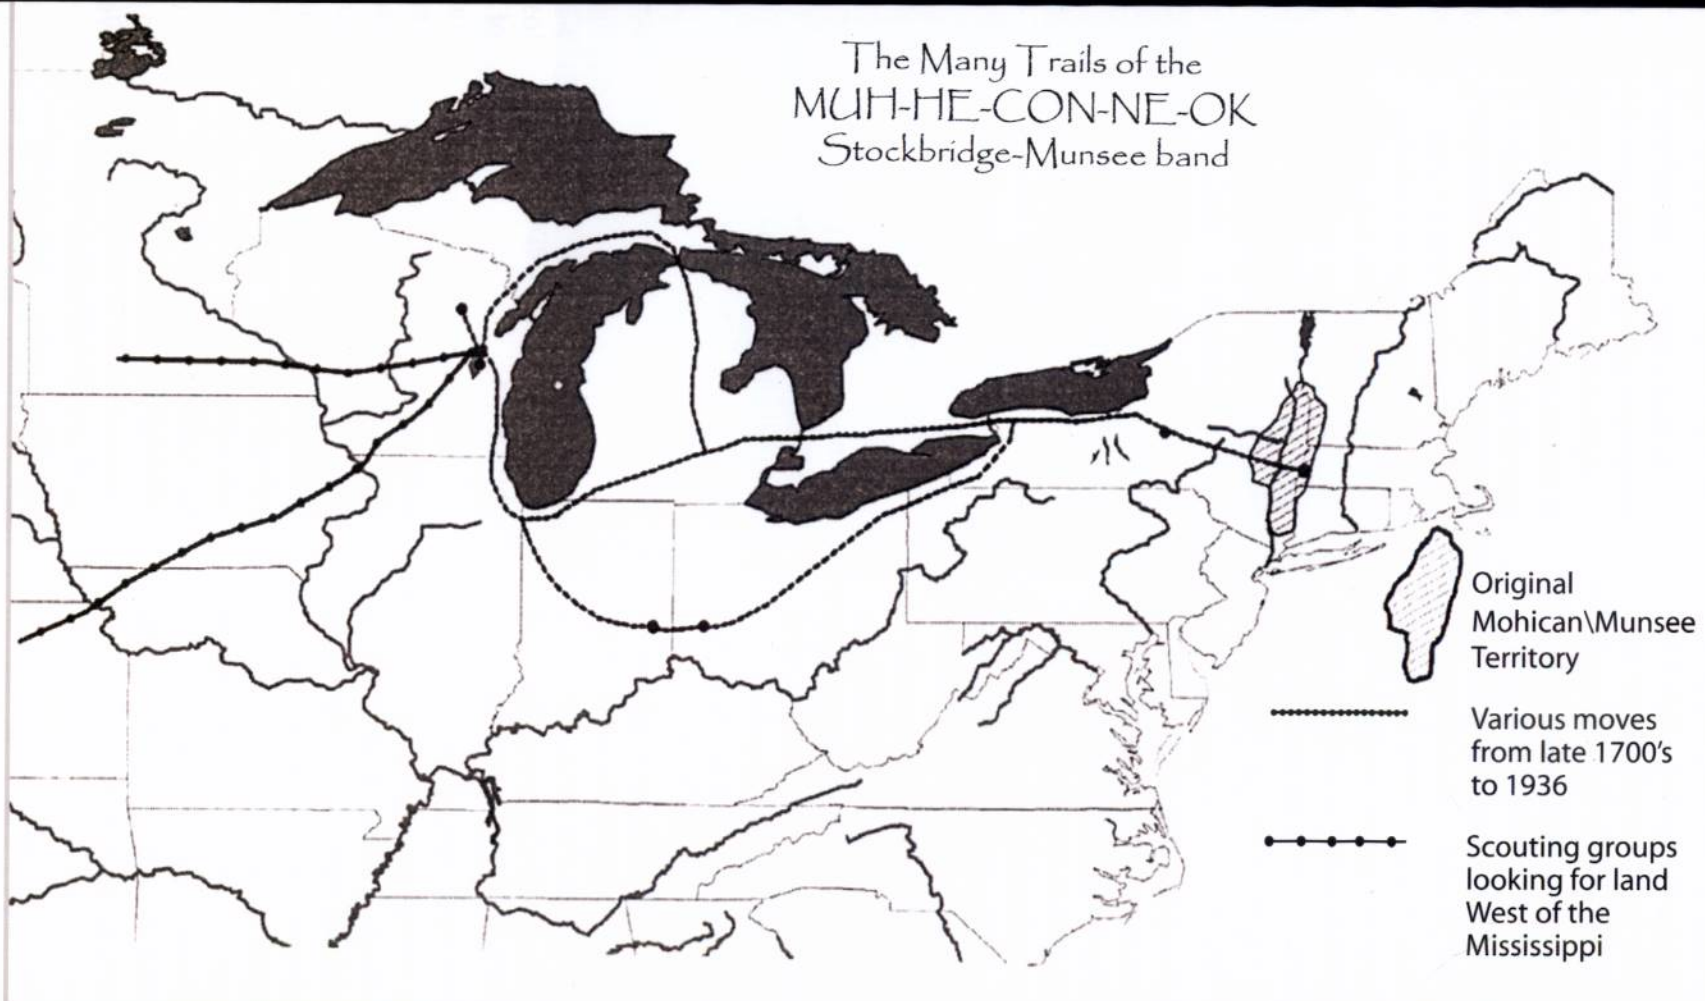 The Many Trails of the
MUH-HE-CON-NE-OK
Stockbridge-Munsee band
Original
Mohican\Munsee
Territory
Various moves
from late 1700's
to 1936
Scouting groups
looking for land
West of the
Mississippi